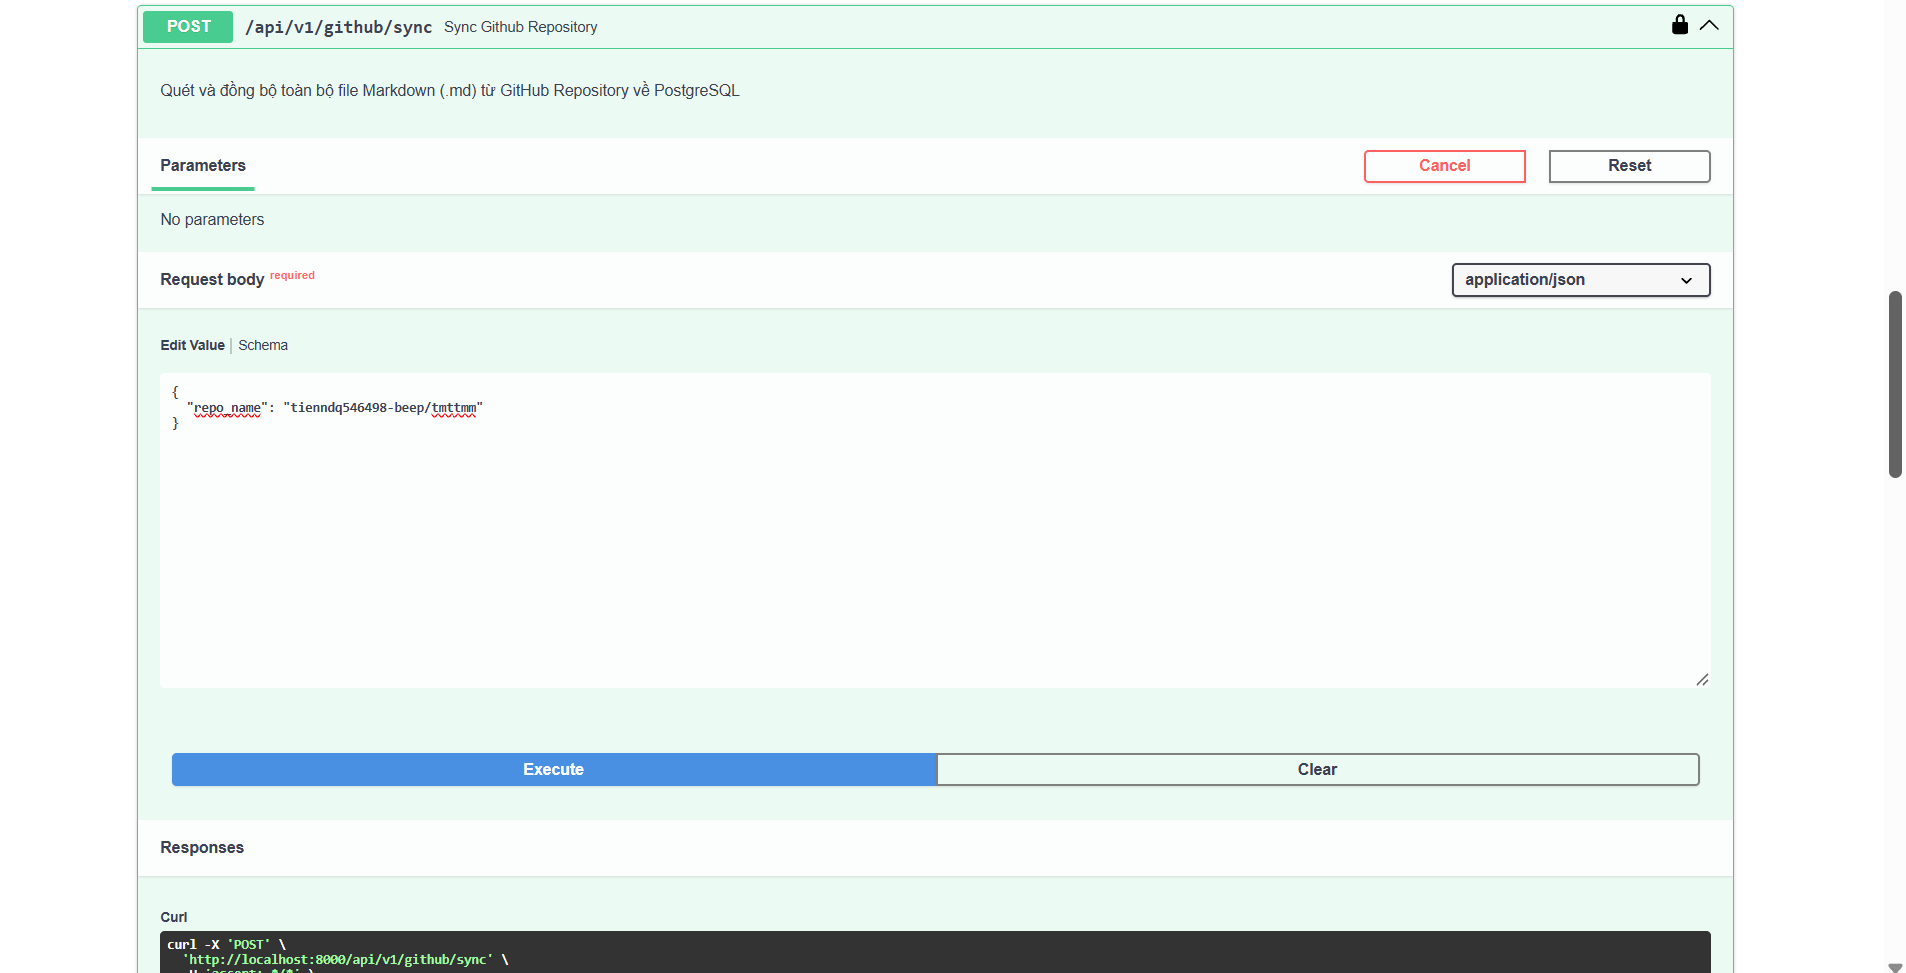 POST /api/v1/github/sync Sync Github Repository
Quét và đồng bộ toàn bộ file Markdown (.md) từ GitHub Repository về PostgreSQL
Parameters
Cancel
Reset
No parameters
Request body required
application/json
Edit Value | Schema
{
"repo_name": "tienndq546498-beep/tmttmm"
}
Execute
Clear
Responses
Curl
curl -X 'POST' \
'http://localhost:8000/api/v1/github/sync' \